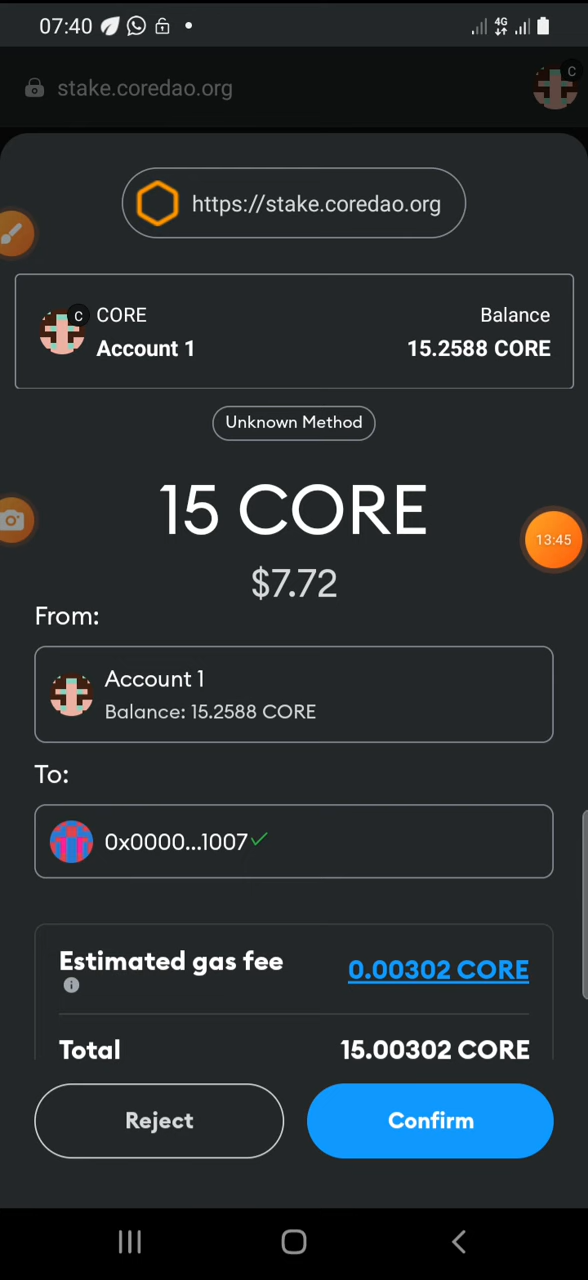 07:40
4G
stake.coredao.org
C
https://stake.coredao.org
C CORE Balance
Account 1 15.2588 CORE
Unknown Method
15 CORE
13:45
$7.72
From:
Account 1
Balance: 15.2588 CORE
To:
0x0000...1007
Estimated gas fee 0.00302 CORE
i
Total 15.00302 CORE
Reject Confirm